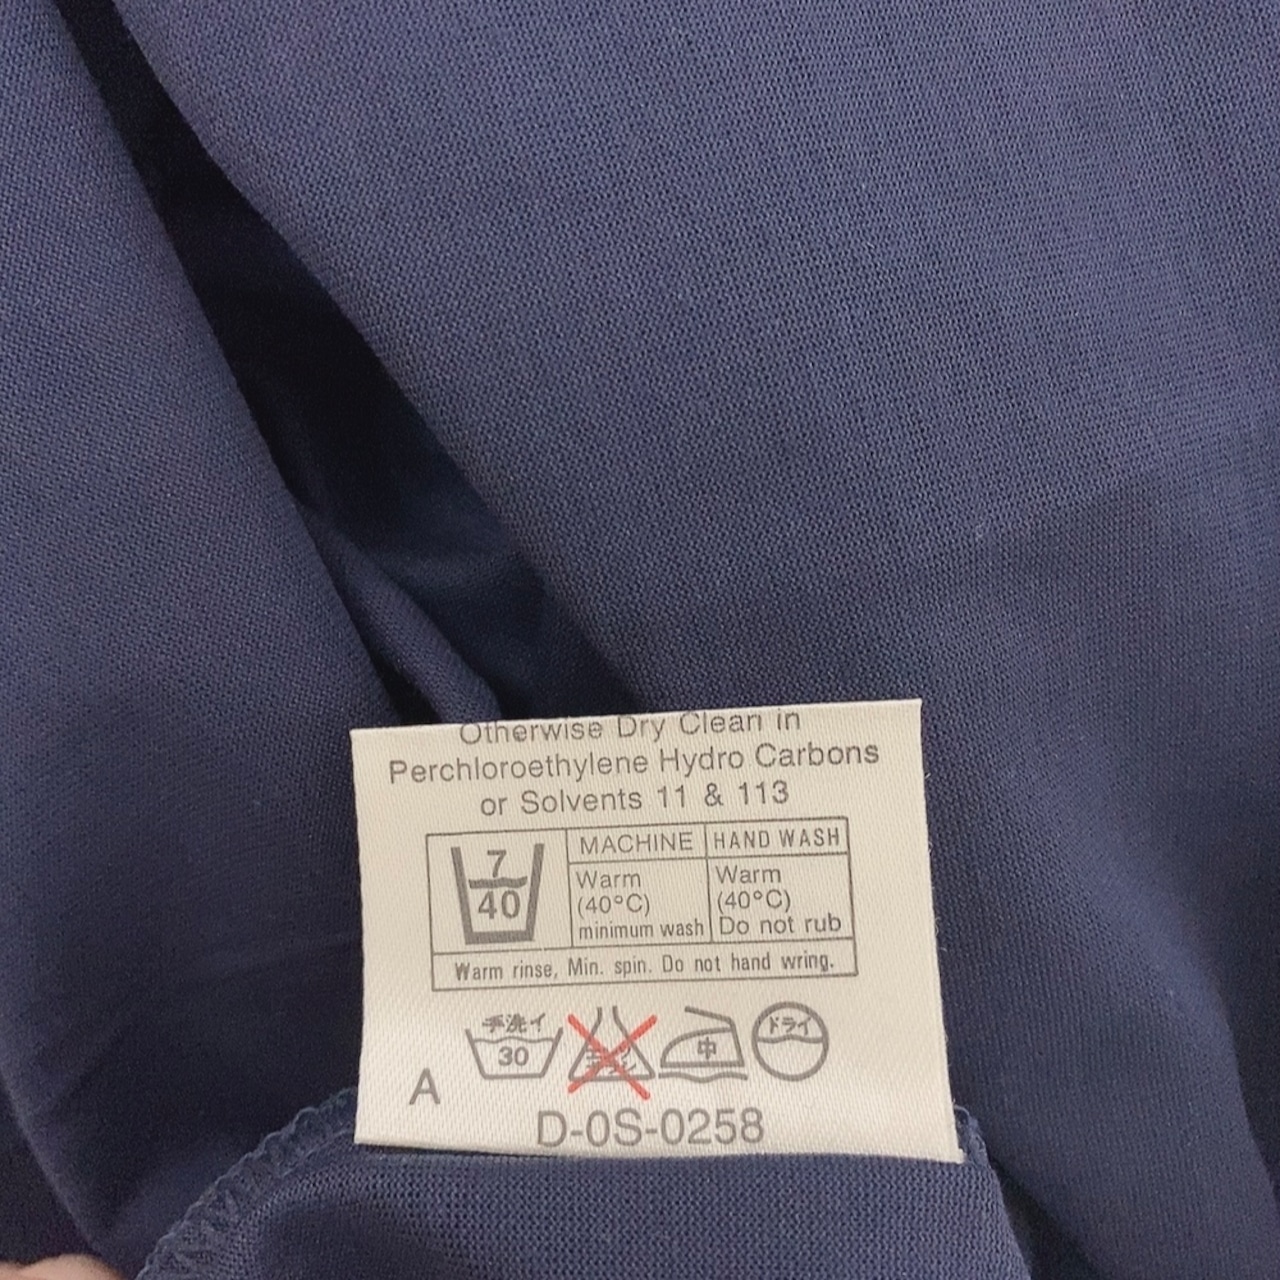 Otherwise Dry Clean in
Perchloroethylene Hydro Carbons
or Solvents 11 & 113
7
40
MACHINE HAND WASH
Warm Warm
(40°C) (40°C)
minimum wash Do not rub
Warm rinse, Min. spin. Do not hand wring.
手洗イ ドライ
30 中
A
D-0S-0258